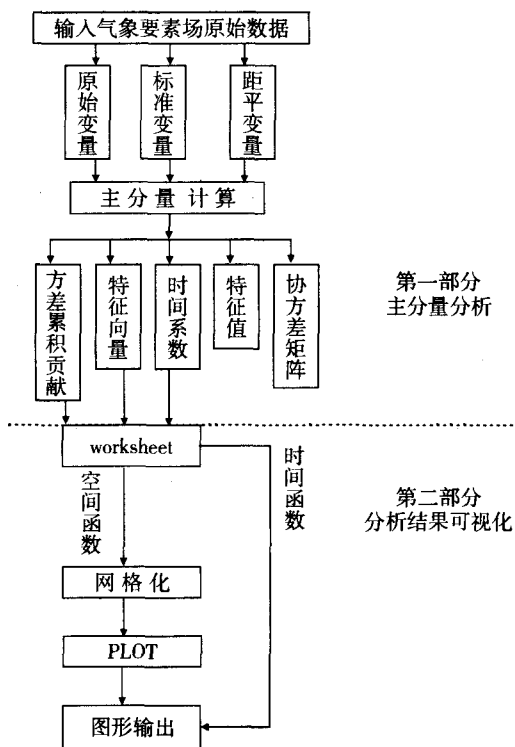 输入气象要素场原始数据
原始变量
标准变量
距平变量
主分量 计算
方差累积贡献
特征向量
时间系数
特征值
协方差矩阵
第一部分
主分量分析
worksheet
空间函数
时间函数
第二部分
分析结果可视化
网格化
PLOT
图形输出